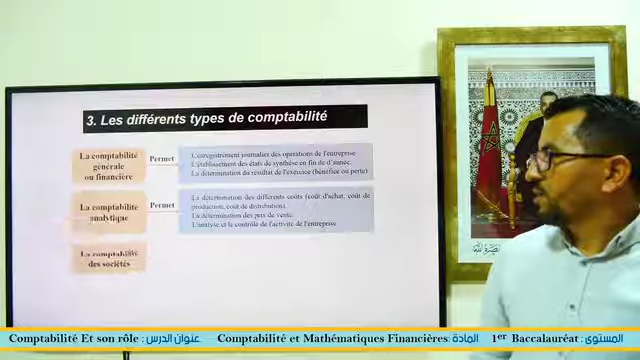 3. Les différents types de comptabilité
La comptabilité
générale
ou financière
Permet
L'enregistrement journalier des operations de l'entreprise
L'établissement des états de synthèse en fin de d'année
La détermination du résultat de l'exercice (bénéfice ou perte)
La comptabilité
analytique
Permet
La détermination des différents coûts (coût d'achat, coût de
production, coût de distribution).
La détermination des prix de vente.
L'analyse et le contrôle de l'activité de l'entreprise
La comptabilité
des sociétés
Comptabilité Et son rôle : عنوان الدرس Comptabilité et Mathématiques Financières: المادة 1er Baccalauréat : المستوى